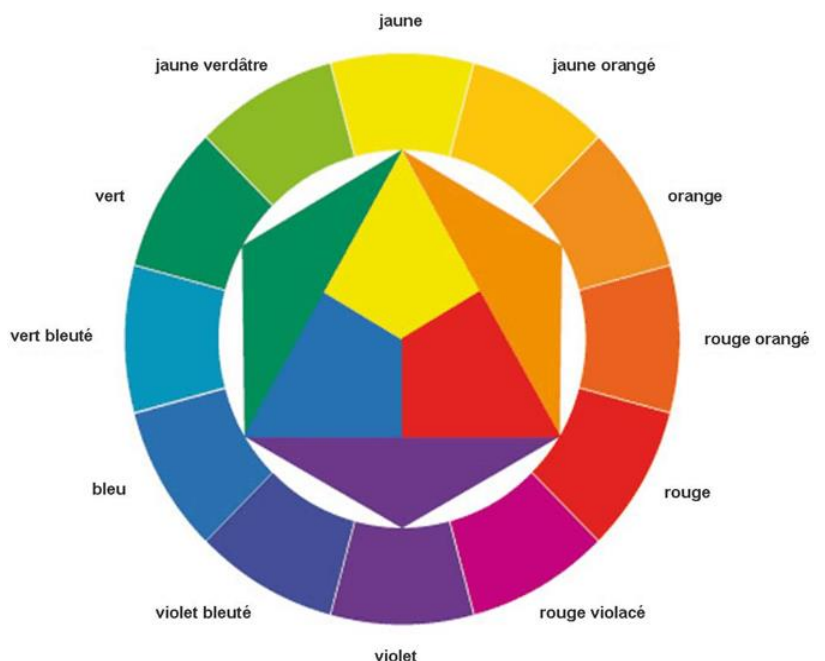 jaune
jaune verdâtre
jaune orangé
vert
orange
vert bleuté
rouge orangé
bleu
rouge
violet bleuté
rouge violacé
violet